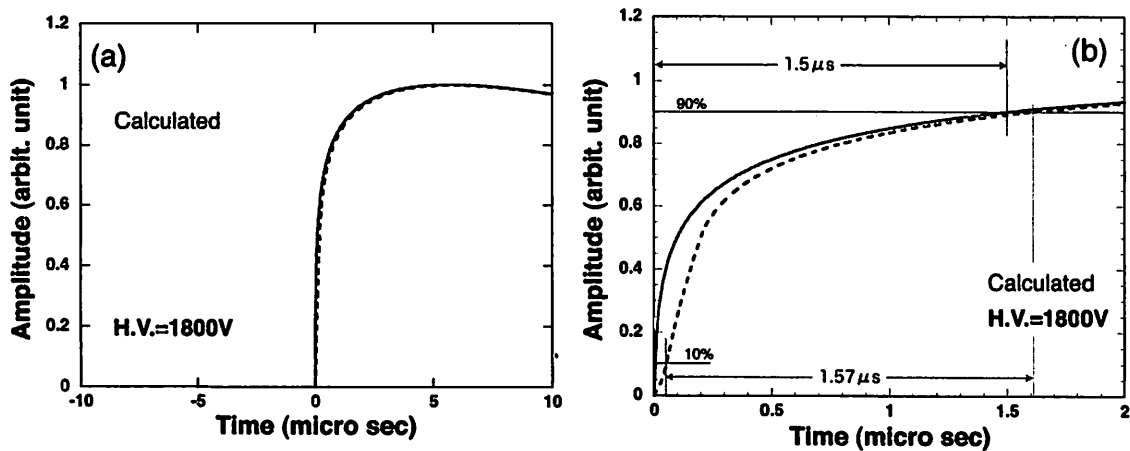 (a)
Calculated
H.V.=1800V
Amplitude (arbit. unit)
1.2
1
0.8
0.6
0.4
0.2
0
-10
-5
0
5
10
Time (micro sec)
(b)
1.5μs
90%
Calculated
H.V.=1800V
10%
1.57μs
Amplitude (arbit. unit)
1.2
1
0.8
0.6
0.4
0.2
0
0
0.5
1
1.5
2
Time (micro sec)